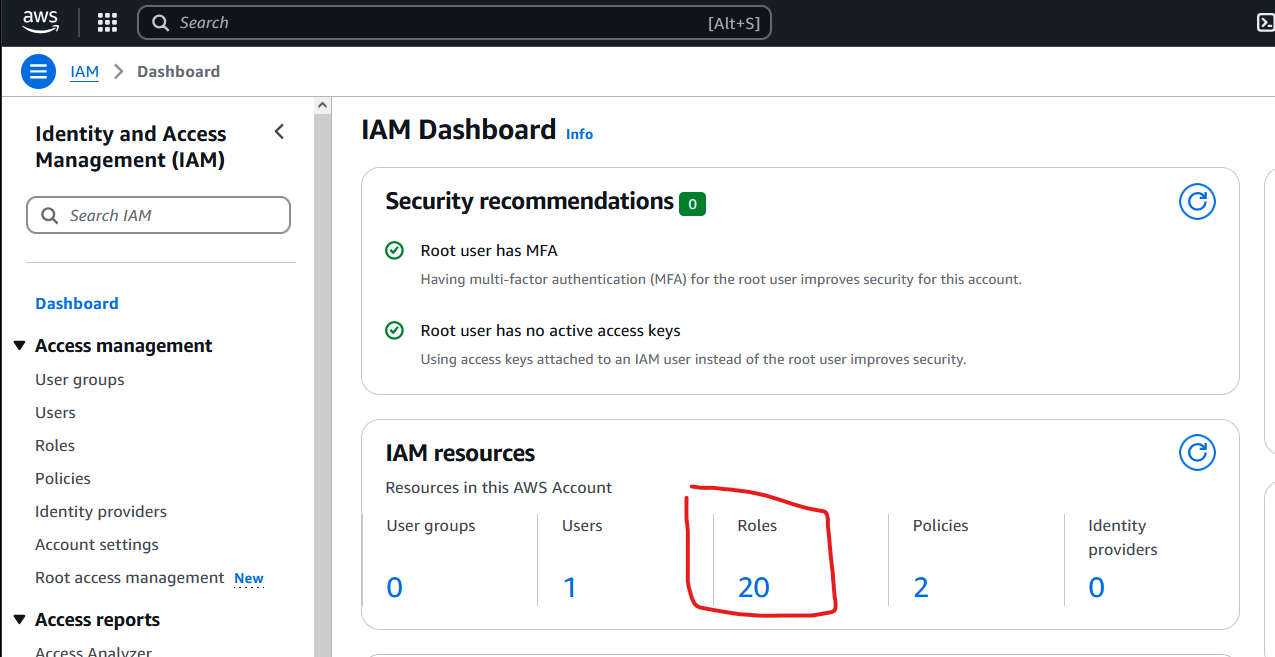 aws
Search [Alt+S]
IAM > Dashboard
Identity and Access
Management (IAM)
Search IAM
Dashboard
Access management
User groups
Users
Roles
Policies
Identity providers
Account settings
Root access management New
Access reports
Access Analyzer
IAM Dashboard Info
Security recommendations 0
Root user has MFA
Having multi-factor authentication (MFA) for the root user improves security for this account.
Root user has no active access keys
Using access keys attached to an IAM user instead of the root user improves security.
IAM resources
Resources in this AWS Account
User groups
0
Users
1
Roles
20
Policies
2
Identity
providers
0